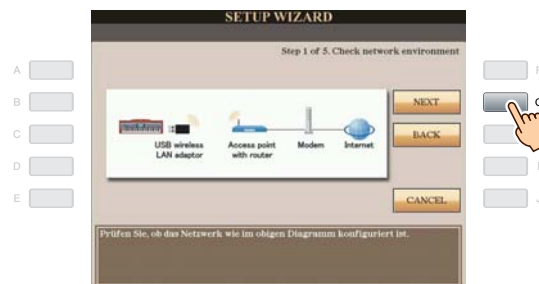 SETUP WIZARD
Step 1 of 5. Check network environment
A
B
C
D
E
NEXT
BACK
CANCEL
USB wireless
LAN adaptor
Access point
with router
Modem
Internet
Prüfen Sie, ob das Netzwerk wie im obigen Diagramm konfiguriert ist.